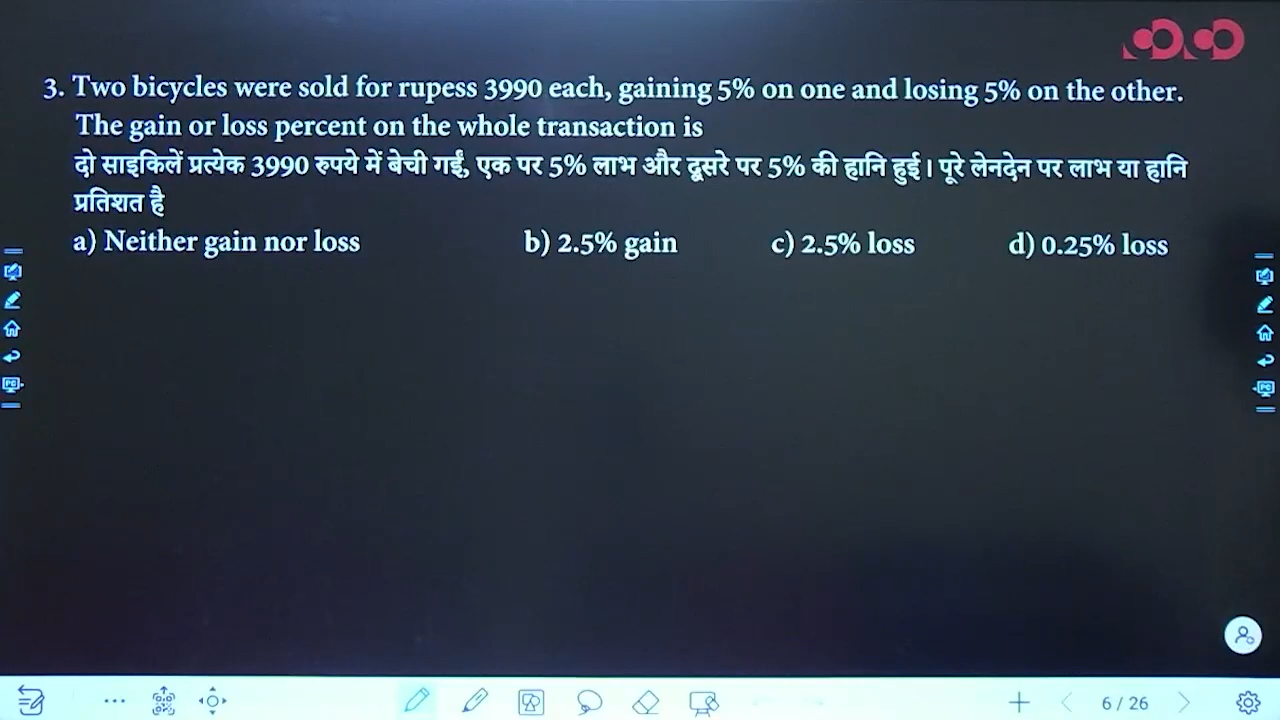 3. Two bicycles were sold for rupess 3990 each, gaining 5% on one and losing 5% on the other.
The gain or loss percent on the whole transaction is
दो साइकिलें प्रत्येक 3990 रुपये में बेची गईं, एक पर 5% लाभ और दूसरे पर 5% की हानि हुई। पूरे लेनदेन पर लाभ या हानि
प्रतिशत है
a) Neither gain nor loss b) 2.5% gain c) 2.5% loss d) 0.25% loss
PC PC
6 / 26